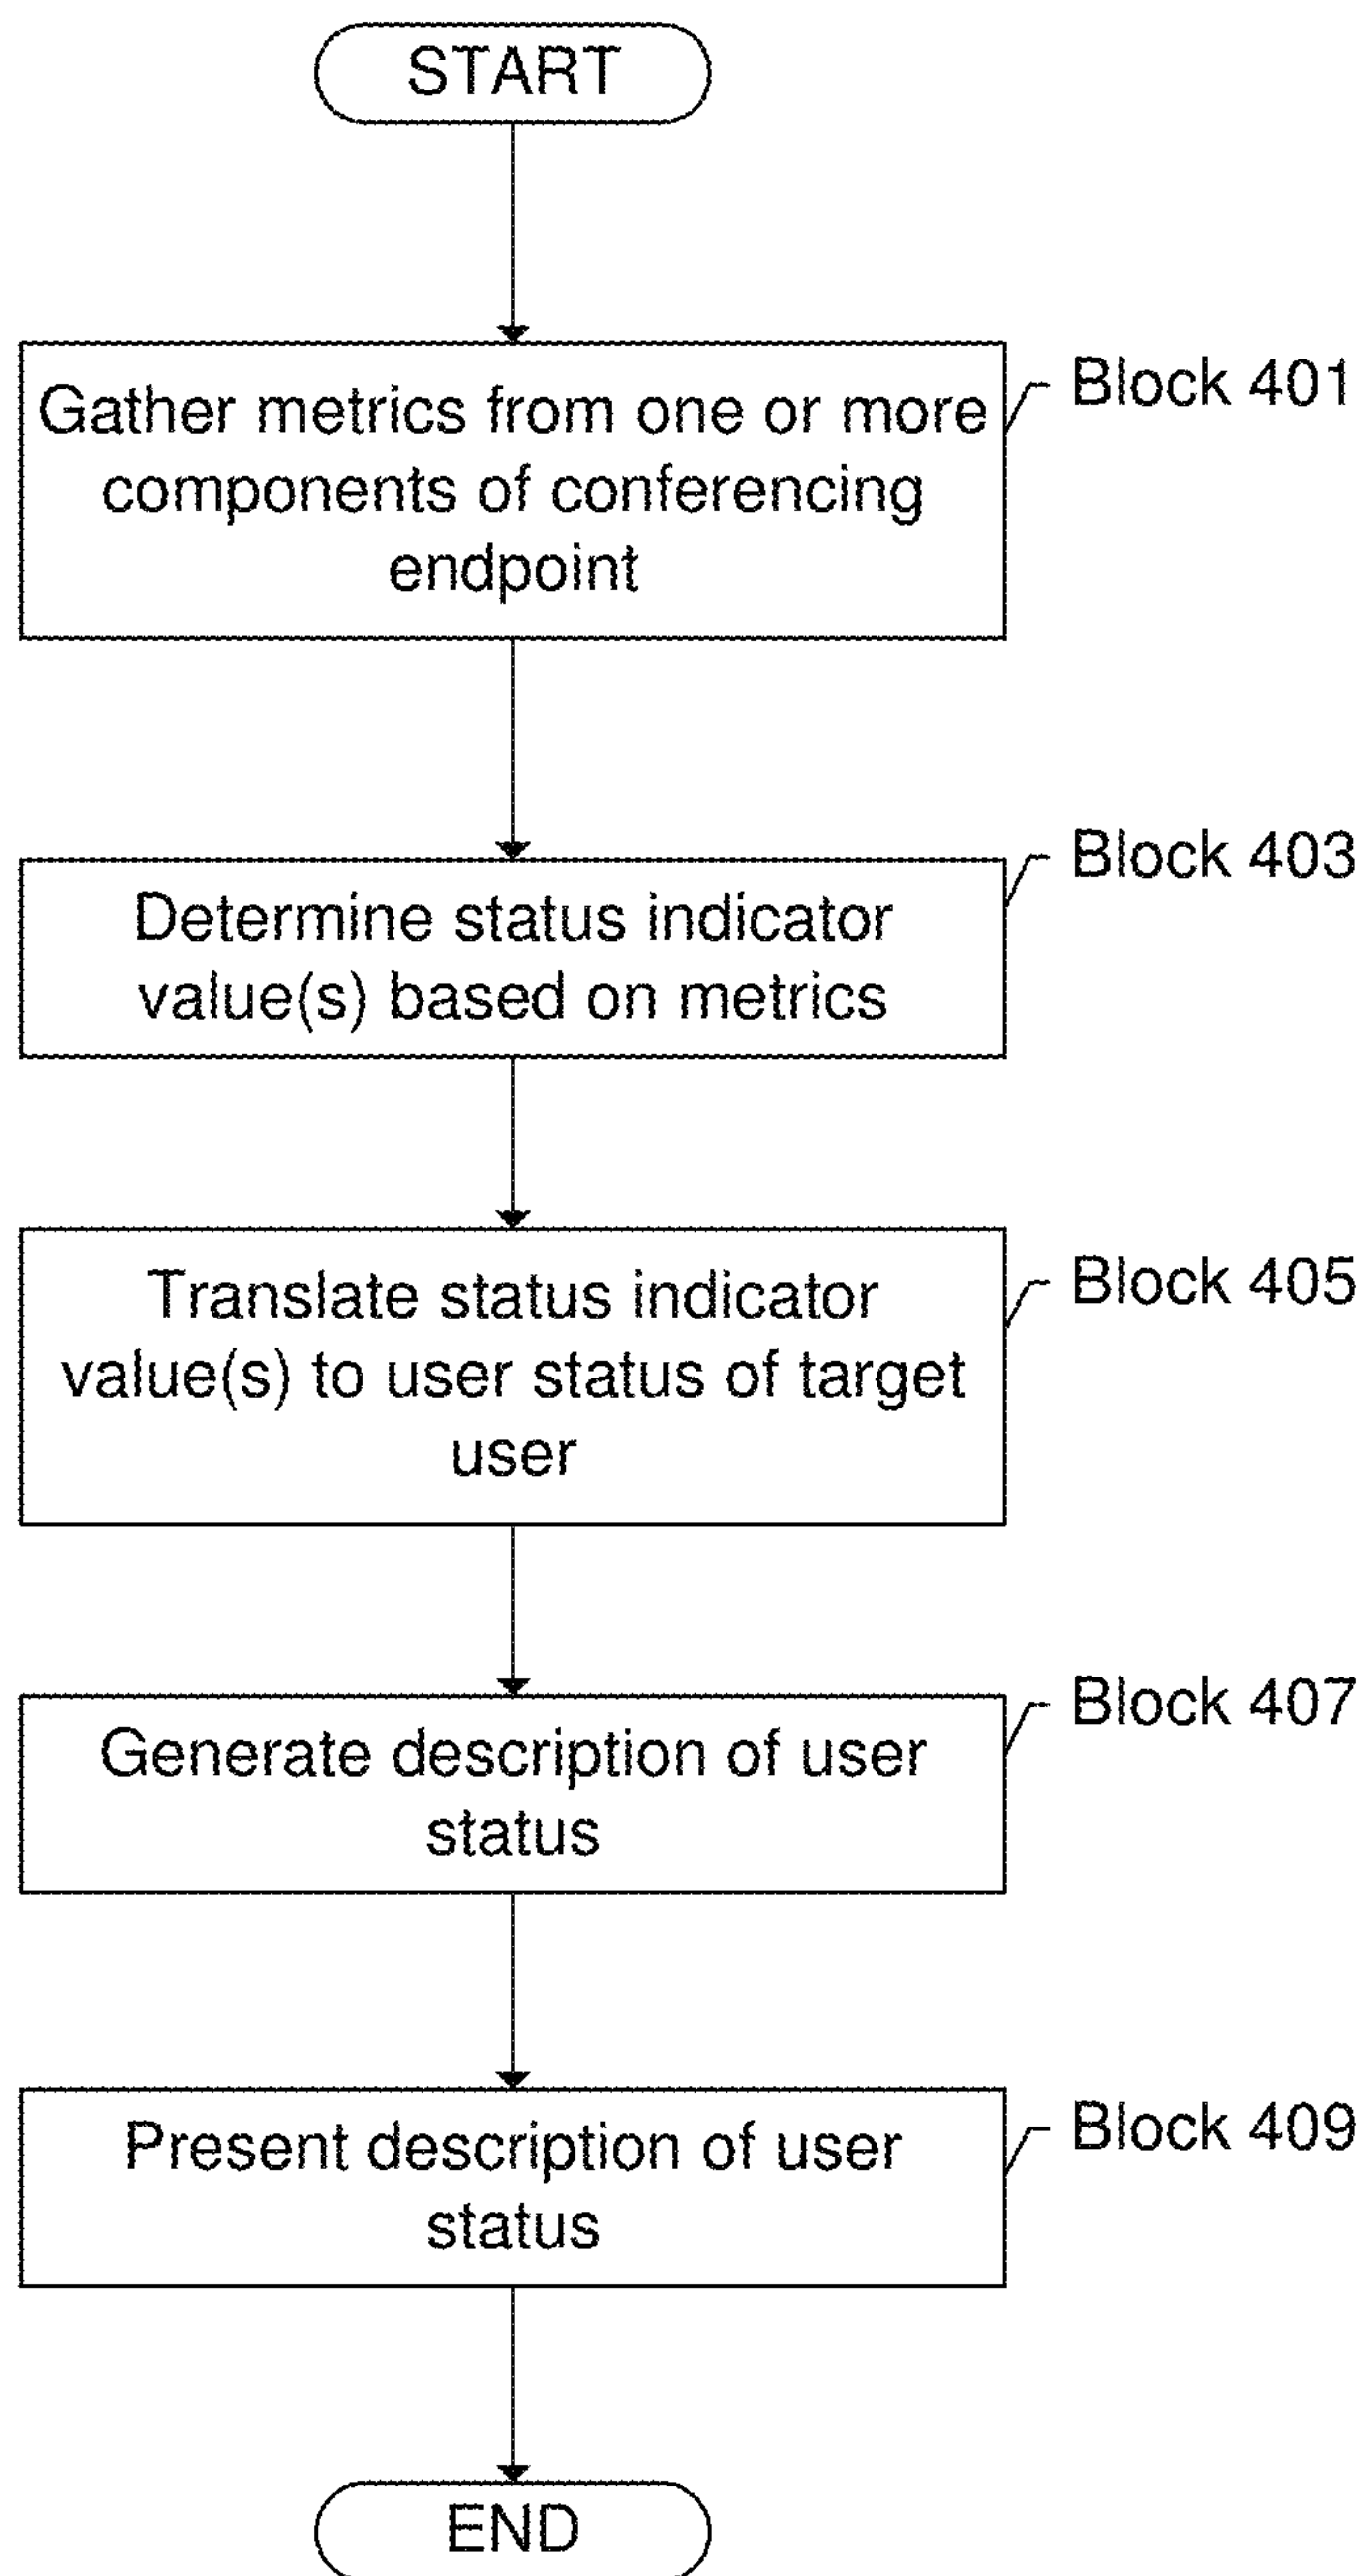 START
Gather metrics from one or more
components of conferencing
endpoint
Block 401
Determine status indicator
value(s) based on metrics
Block 403
Translate status indicator
value(s) to user status of target
user
Block 405
Generate description of user
status
Block 407
Present description of user
status
Block 409
END